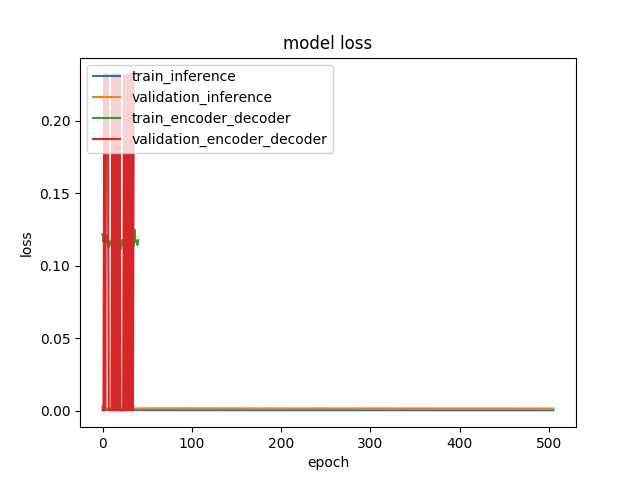 model loss
train_inference
validation_inference
train_encoder_decoder
validation_encoder_decoder
0.20
0.15
0.10
0.05
0.00
loss
0 100 200 300 400 500
epoch